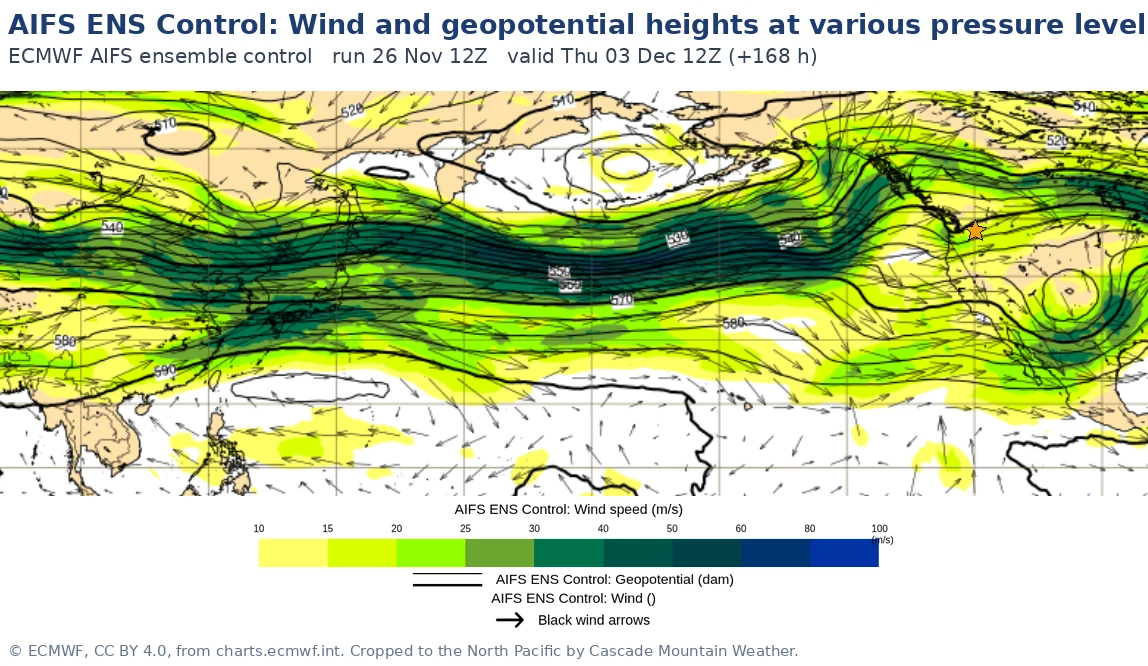 AIFS ENS Control: Wind and geopotential heights at various pressure level
ECMWF AIFS ensemble control run 26 Nov 12Z valid Thu 03 Dec 12Z (+168 h)
520
510
510
570
520
540
530
540
550
560
570
580
580
590
AIFS ENS Control: Wind speed (m/s)
10 15 20 25 30 40 50 60 80 100
(m/s)
AIFS ENS Control: Geopotential (dam)
AIFS ENS Control: Wind ()
Black wind arrows
© ECMWF, CC BY 4.0, from charts.ecmwf.int. Cropped to the North Pacific by Cascade Mountain Weather.